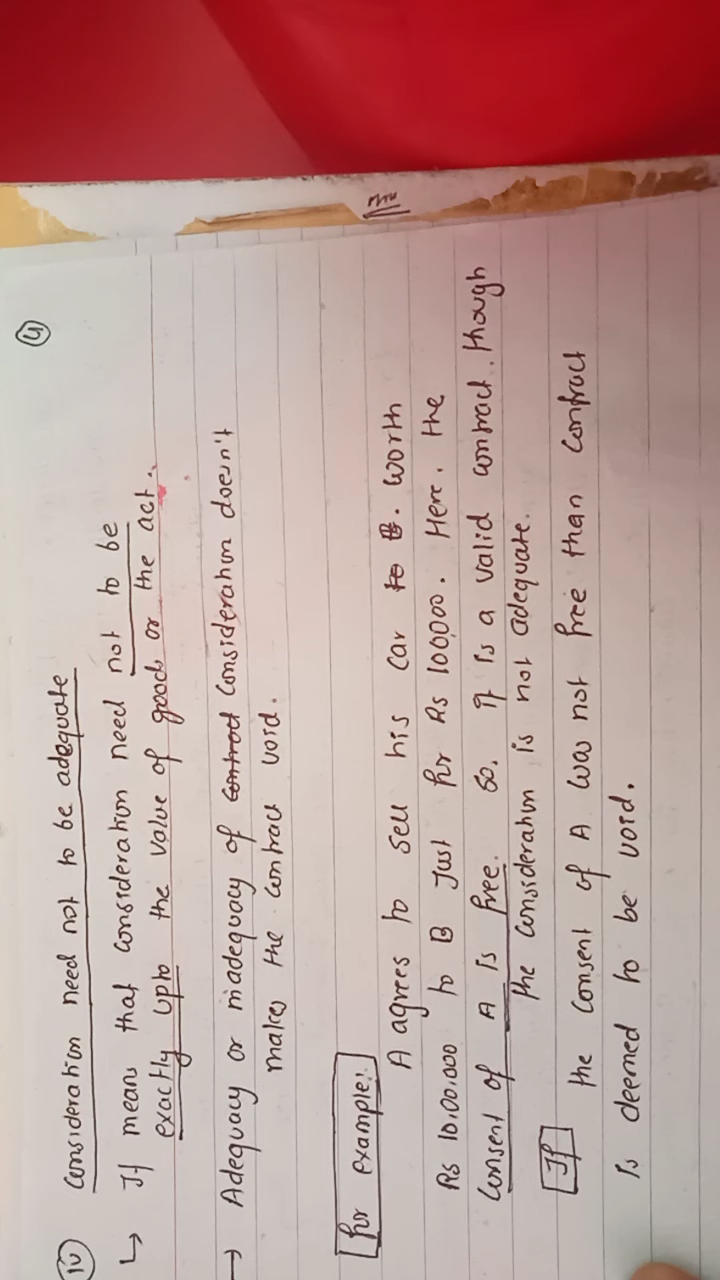 (4)
(iv) Consideration need not to be adequate
↳ It means that consideration need not to be
exactly upto the value of goods or the act.
→ Adequacy or inadequacy of contract Consideration doesn't
makes the contract void.
for example:
A agrees to sell his car to B. worth
Rs 10,00,000 to B Just for Rs 100,000. Here, the
Consent of A is free. So, it is a valid contract, though
the consideration is not adequate.
If the consent of A was not free than contract
is deemed to be void.